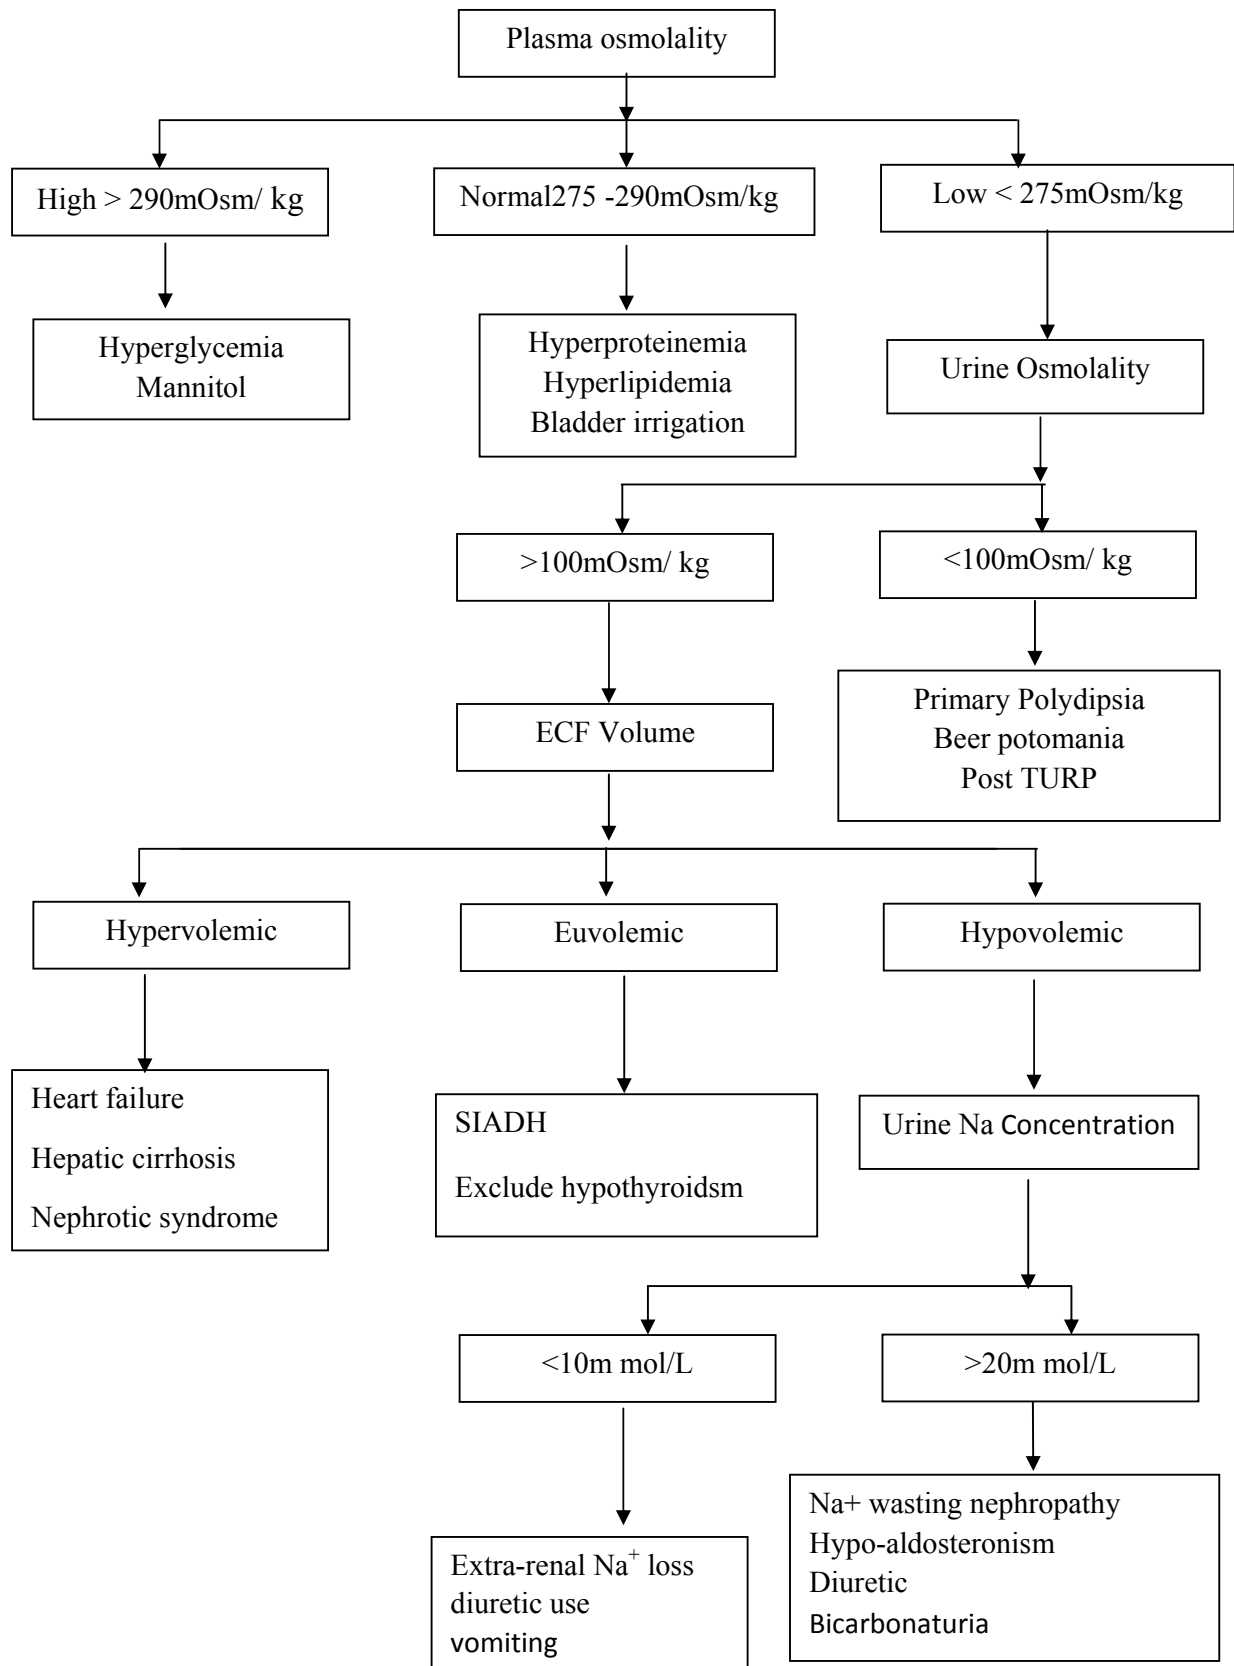 Plasma osmolality
High > 290mOsm/ kg
Normal275 -290mOsm/kg
Low < 275mOsm/kg
Hyperglycemia
Mannitol
Hyperproteinemia
Hyperlipidemia
Bladder irrigation
Urine Osmolality
>100mOsm/ kg
<100mOsm/ kg
ECF Volume
Primary Polydipsia
Beer potomania
Post TURP
Hypervolemic
Euvolemic
Hypovolemic
Heart failure
Hepatic cirrhosis
Nephrotic syndrome
SIADH
Exclude hypothyroidsm
Urine Na Concentration
<10m mol/L
>20m mol/L
Extra-renal Na⁺ loss
diuretic use
vomiting
Na+ wasting nephropathy
Hypo-aldosteronism
Diuretic
Bicarbonaturia